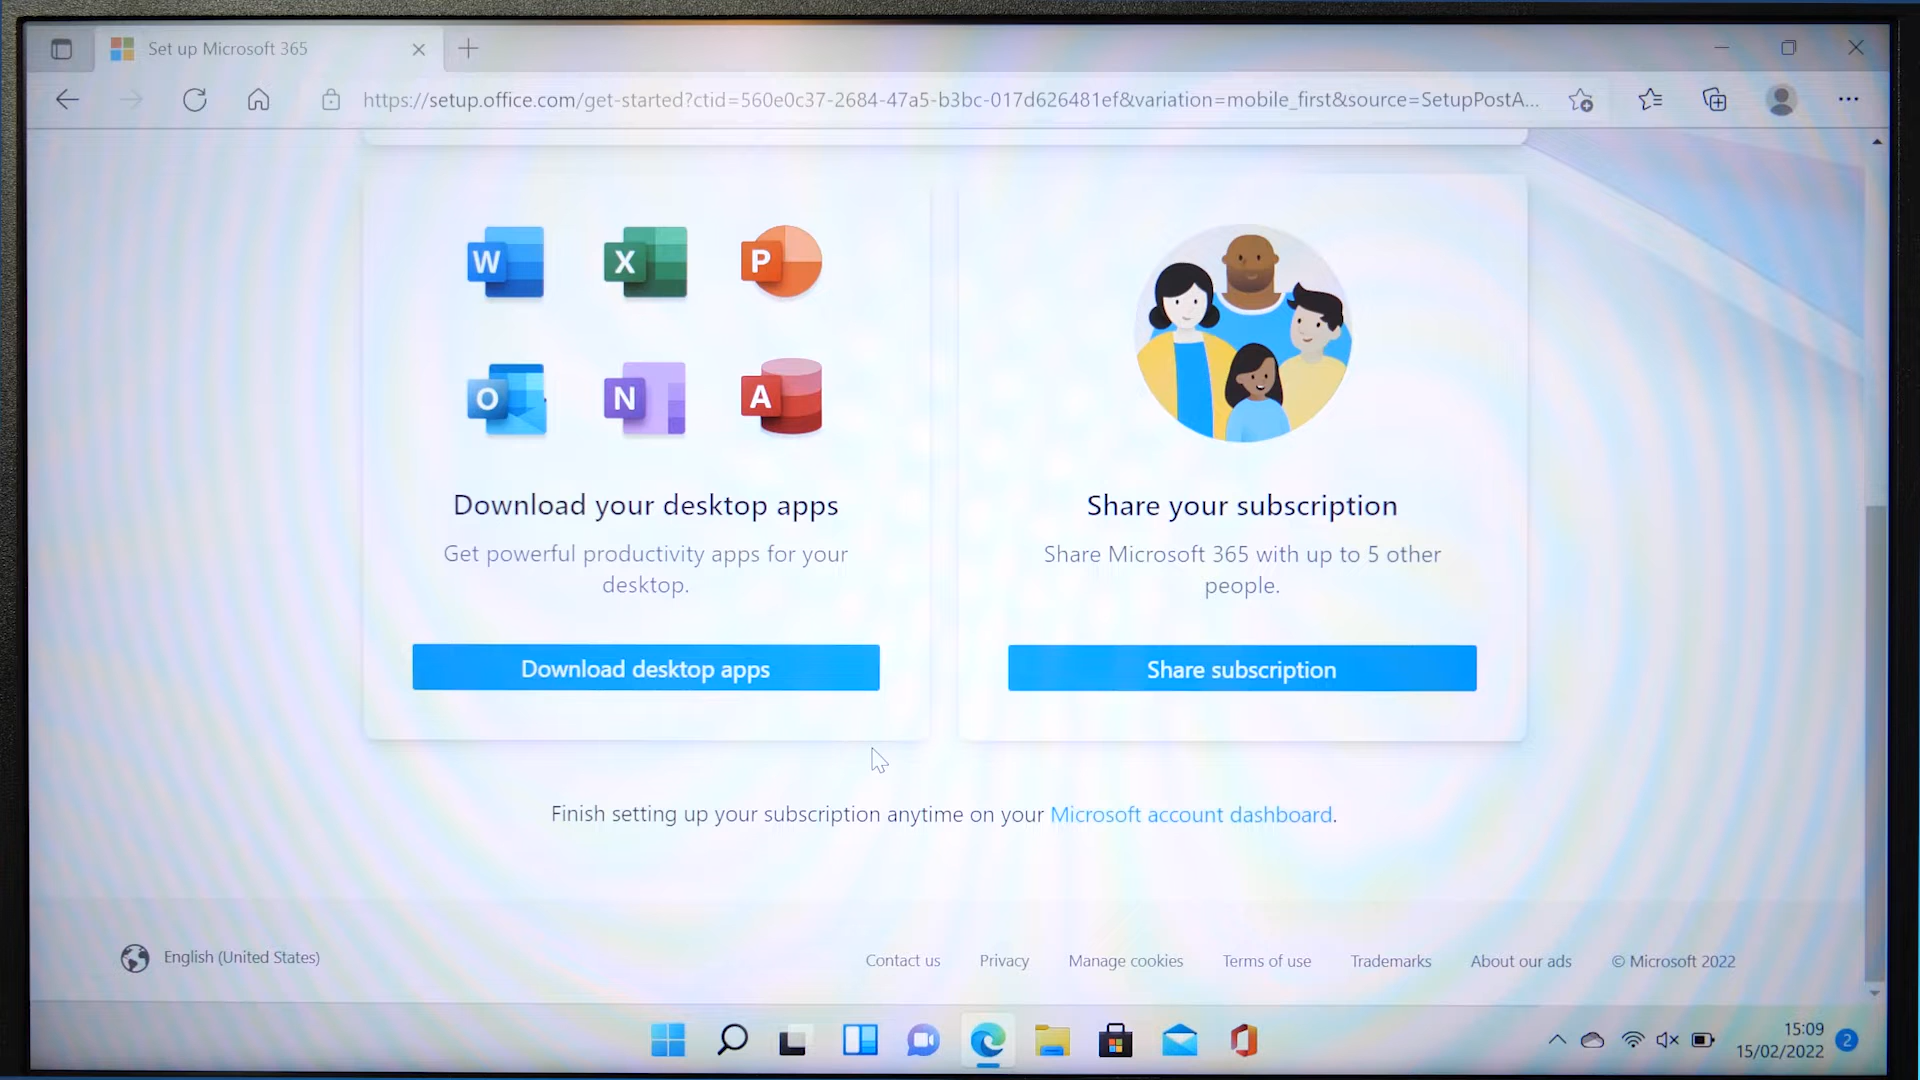 Set up Microsoft 365
https://setup.office.com/get-started?ctid=560e0c37-2684-47a5-b3bc-017d626481ef&variation=mobile_first&source=SetupPostA...
W X P
O N A
Download your desktop apps
Get powerful productivity apps for your
desktop.
Download desktop apps
Share your subscription
Share Microsoft 365 with up to 5 other
people.
Share subscription
Finish setting up your subscription anytime on your Microsoft account dashboard.
English (United States)
Contact us Privacy Manage cookies Terms of use Trademarks About our ads © Microsoft 2022
15:09
15/02/2022
2